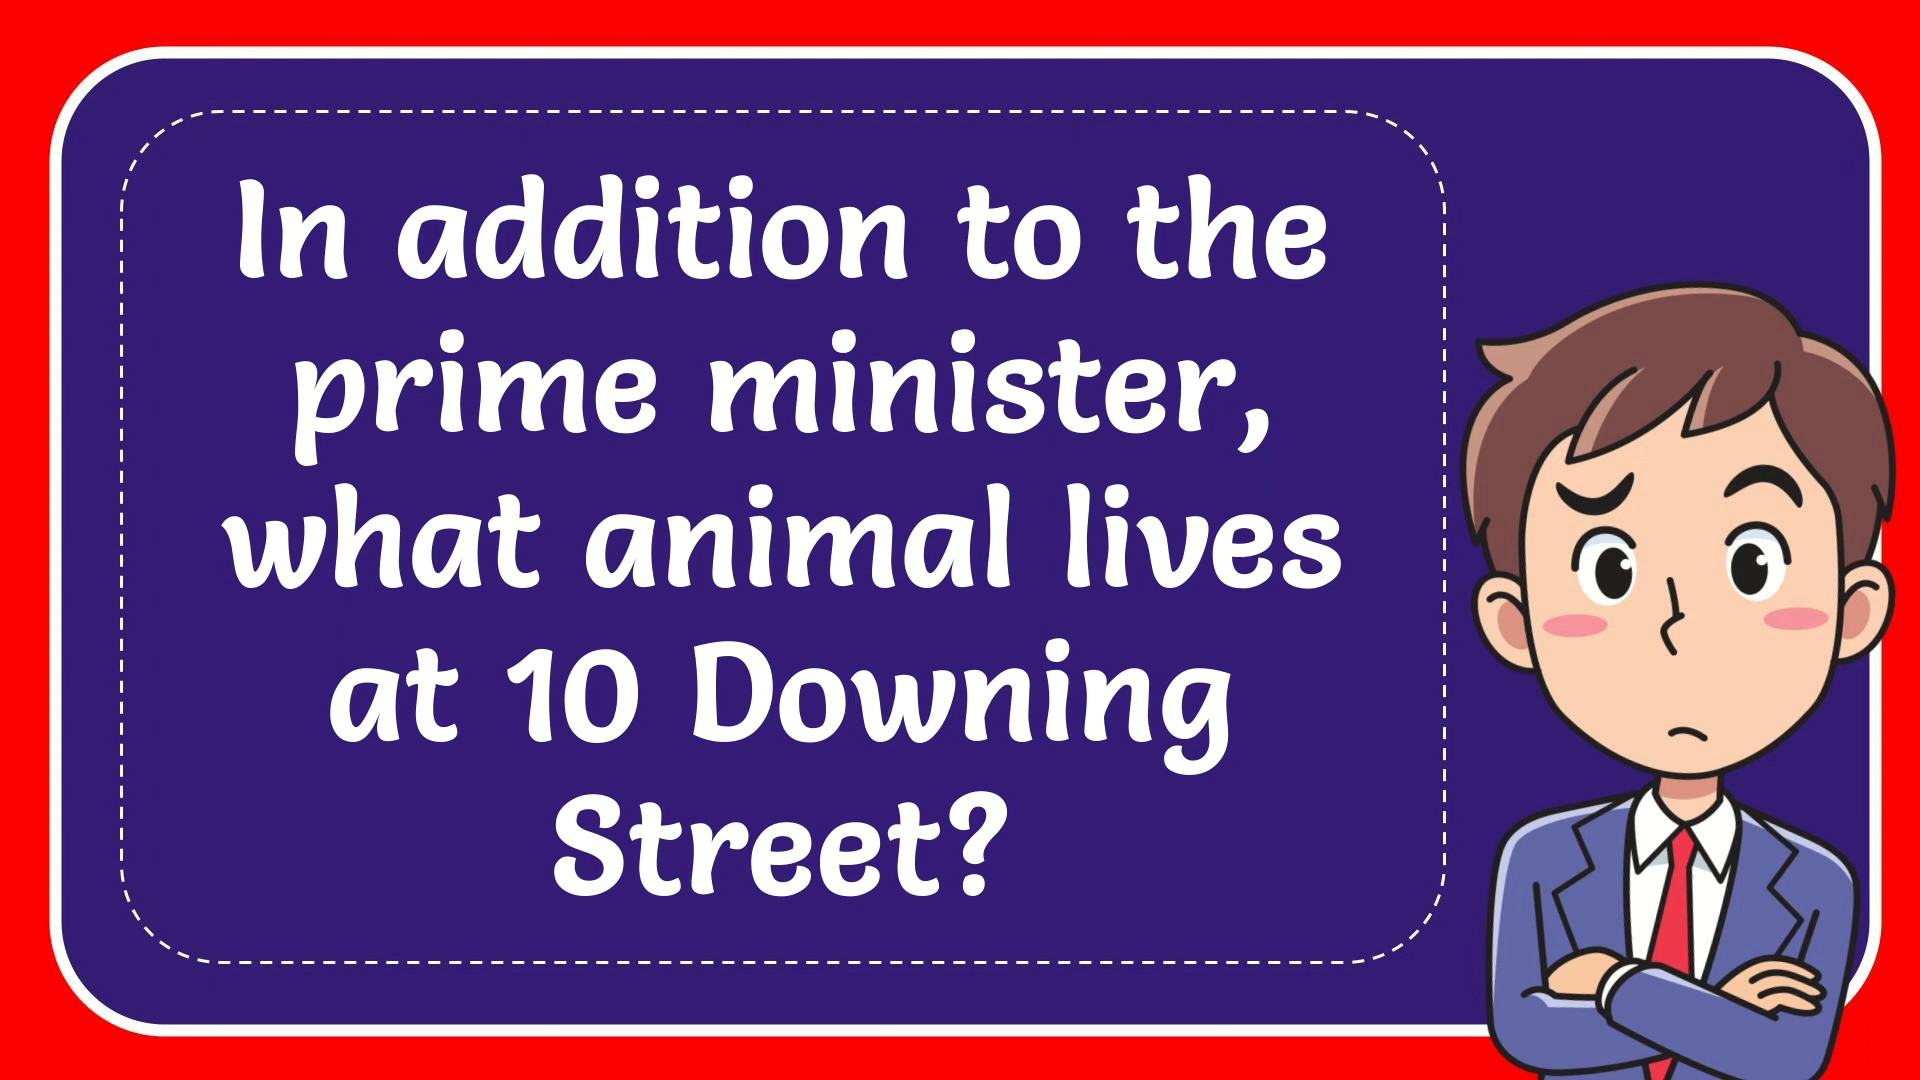 In addition to the
prime minister,
what animal lives
at 10 Downing
Street?